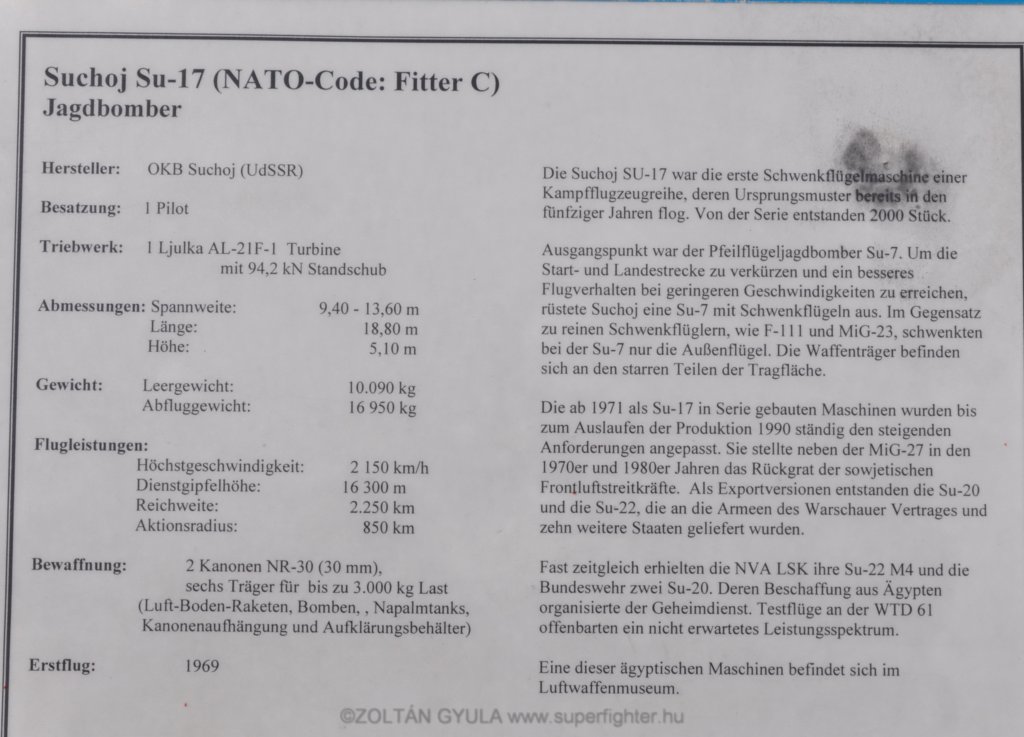 Suchoj Su-17 (NATO-Code: Fitter C)
Jagdbomber
Hersteller: OKB Suchoj (UdSSR)
Besatzung: 1 Pilot
Triebwerk: 1 Ljulka AL-21F-1 Turbine
mit 94,2 kN Standschub
Abmessungen: Spannweite: 9,40 - 13,60 m
Länge: 18,80 m
Höhe: 5,10 m
Gewicht: Leergewicht: 10.090 kg
Abfluggewicht: 16 950 kg
Flugleistungen:
Höchstgeschwindigkeit: 2 150 km/h
Dienstgipfelhöhe: 16 300 m
Reichweite: 2.250 km
Aktionsradius: 850 km
Bewaffnung: 2 Kanonen NR-30 (30 mm),
sechs Träger für bis zu 3.000 kg Last
(Luft-Boden-Raketen, Bomben, , Napalmtanks,
Kanonenaufhängung und Aufklärungsbehälter)
Erstflug: 1969
Die Suchoj SU-17 war die erste Schwenkflügelmaschine einer
Kampfflugzeugreihe, deren Ursprungsmuster bereits in den
fünfziger Jahren flog. Von der Serie entstanden 2000 Stück.
Ausgangspunkt war der Pfeilflügeljagdbomber Su-7. Um die
Start- und Landestrecke zu verkürzen und ein besseres
Flugverhalten bei geringeren Geschwindigkeiten zu erreichen,
rüstete Suchoj eine Su-7 mit Schwenkflügeln aus. Im Gegensatz
zu reinen Schwenkflüglern, wie F-111 und MiG-23, schwenkten
bei der Su-7 nur die Außenflügel. Die Waffenträger befinden
sich an den starren Teilen der Tragfläche.
Die ab 1971 als Su-17 in Serie gebauten Maschinen wurden bis
zum Auslaufen der Produktion 1990 ständig den steigenden
Anforderungen angepasst. Sie stellte neben der MiG-27 in den
1970er und 1980er Jahren das Rückgrat der sowjetischen
Frontluftstreitkräfte. Als Exportversionen entstanden die Su-20
und die Su-22, die an die Armeen des Warschauer Vertrages und
zehn weitere Staaten geliefert wurden.
Fast zeitgleich erhielten die NVA LSK ihre Su-22 M4 und die
Bundeswehr zwei Su-20. Deren Beschaffung aus Ägypten
organisierte der Geheimdienst. Testflüge an der WTD 61
offenbarten ein nicht erwartetes Leistungsspektrum.
Eine dieser ägyptischen Maschinen befindet sich im
Luftwaffenmuseum.
©ZOLTÁN GYULA www.superfighter.hu